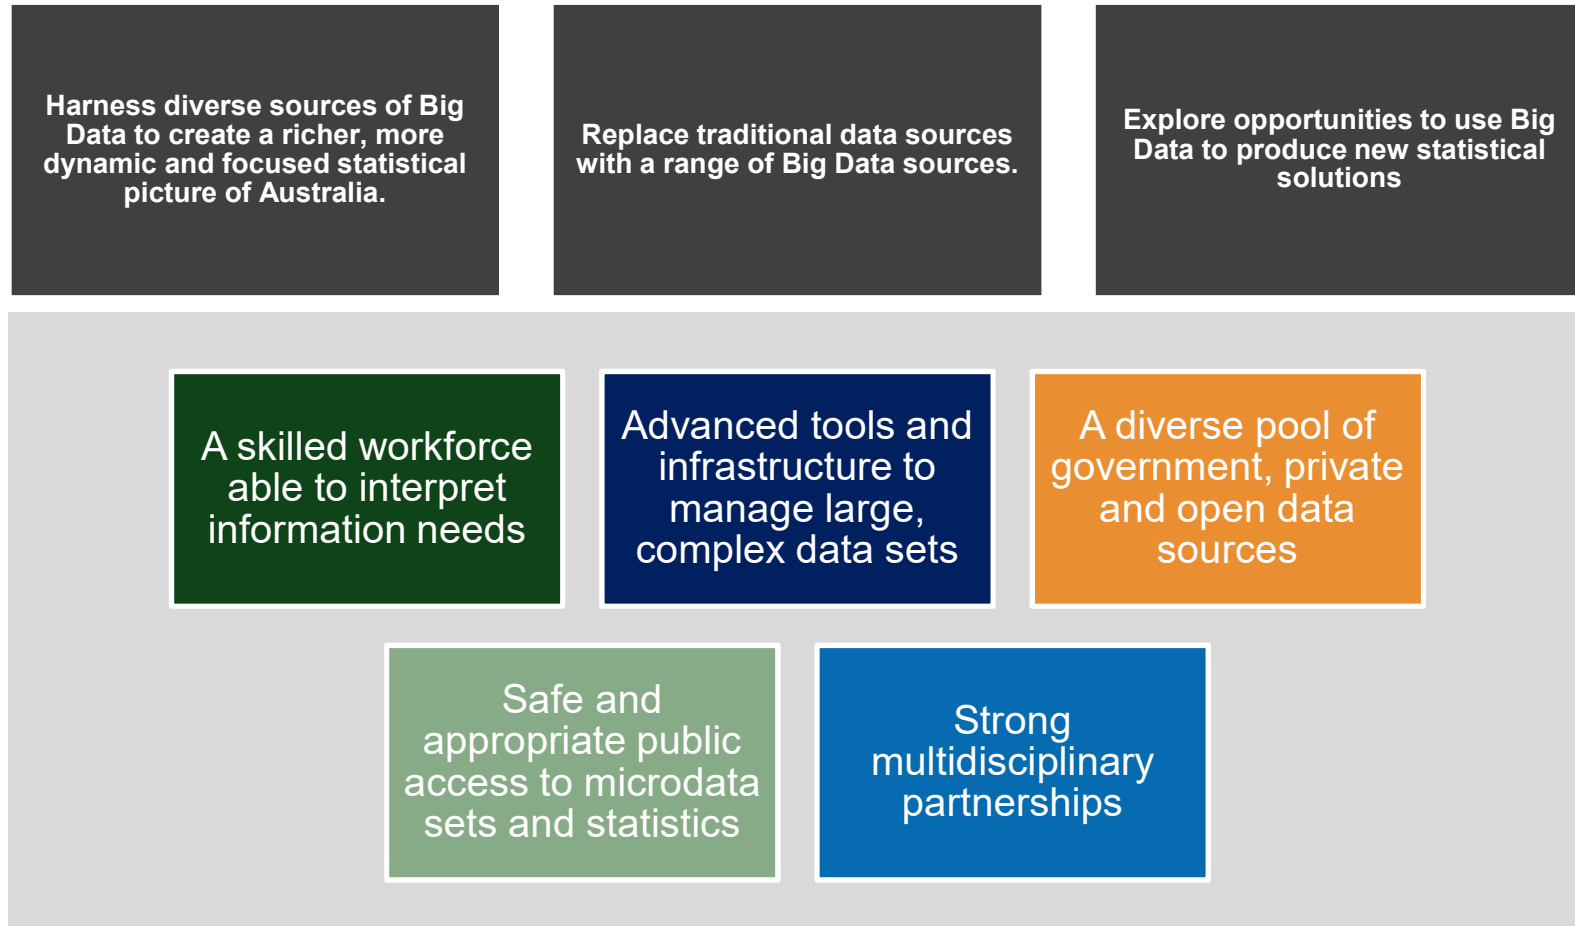 Harness diverse sources of Big
Data to create a richer, more
dynamic and focused statistical
picture of Australia.
Replace traditional data sources
with a range of Big Data sources.
Explore opportunities to use Big
Data to produce new statistical
solutions
A skilled workforce
able to interpret
information needs
Advanced tools and
infrastructure to
manage large,
complex data sets
A diverse pool of
government, private
and open data
sources
Safe and
appropriate public
access to microdata
sets and statistics
Strong
multidisciplinary
partnerships